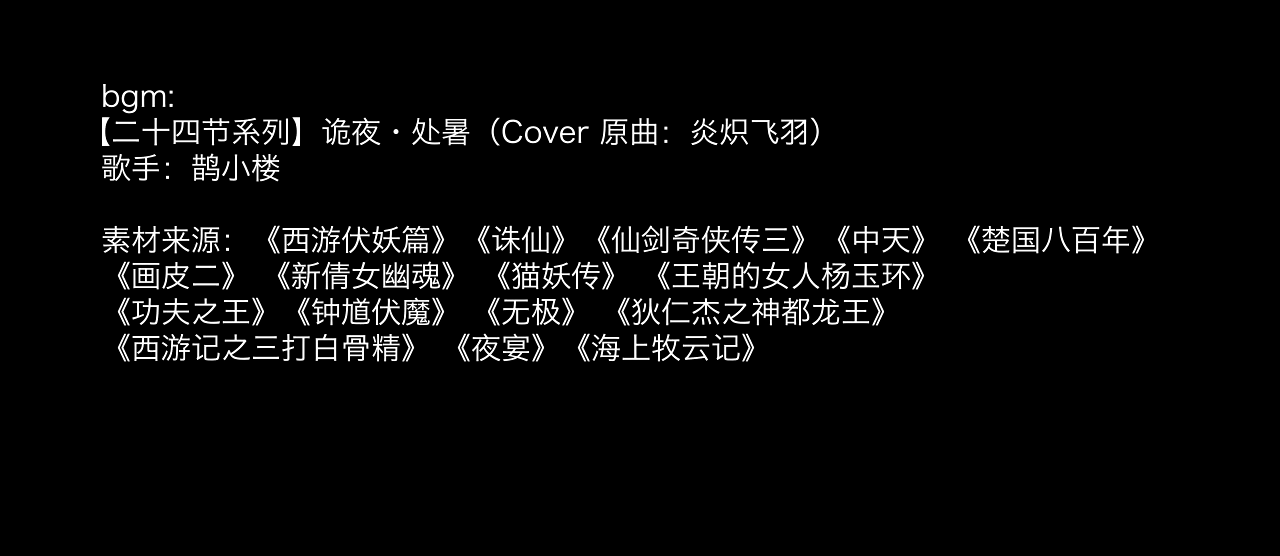 bgm:
【二十四节系列】诡夜·处暑（Cover 原曲：炎炽飞羽）
歌手：鹊小楼
素材来源：《西游伏妖篇》《诛仙》《仙剑奇侠传三》《中天》 《楚国八百年》
《画皮二》 《新倩女幽魂》 《猫妖传》 《王朝的女人杨玉环》
《功夫之王》《钟馗伏魔》 《无极》 《狄仁杰之神都龙王》
《西游记之三打白骨精》 《夜宴》《海上牧云记》